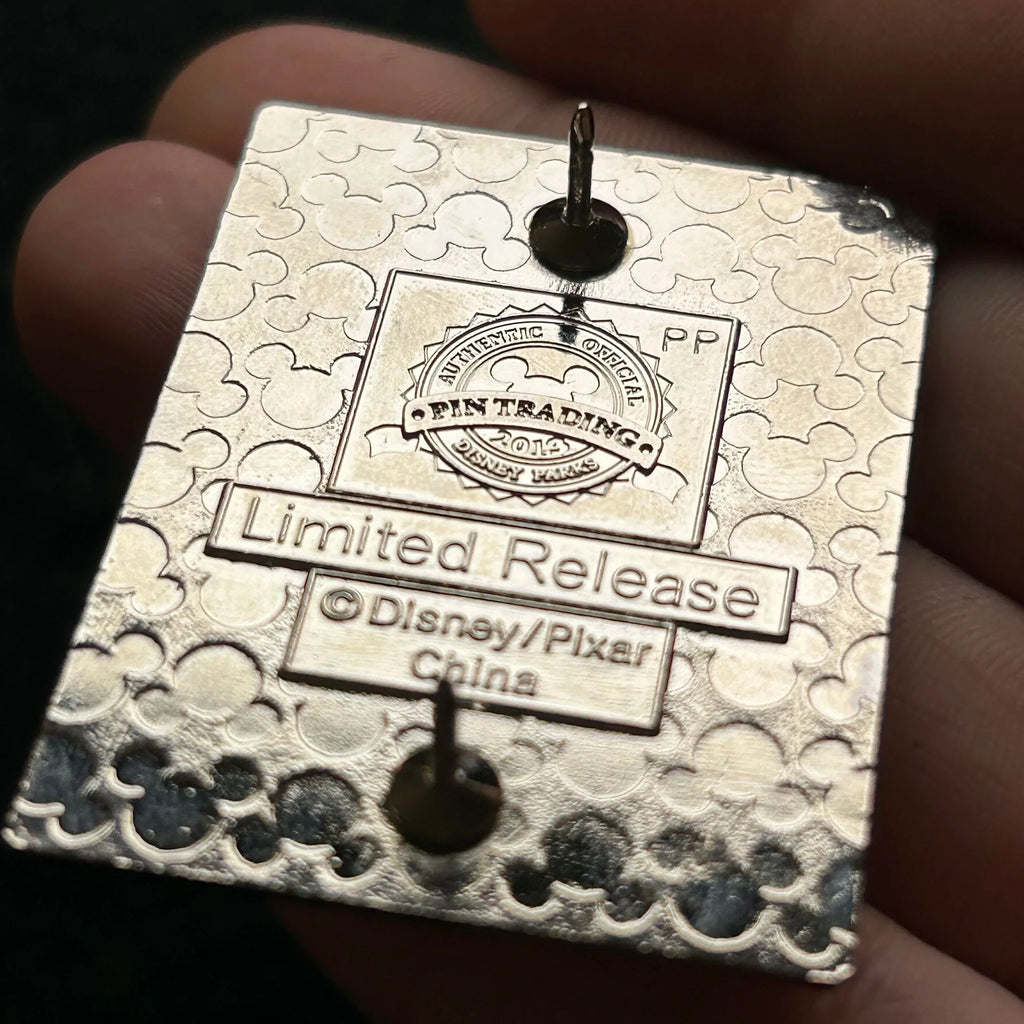 PP
AUTHENTIC OFFICIAL
PIN TRADING
DISNEY PARKS
Limited Release
©Disney/Pixar
China